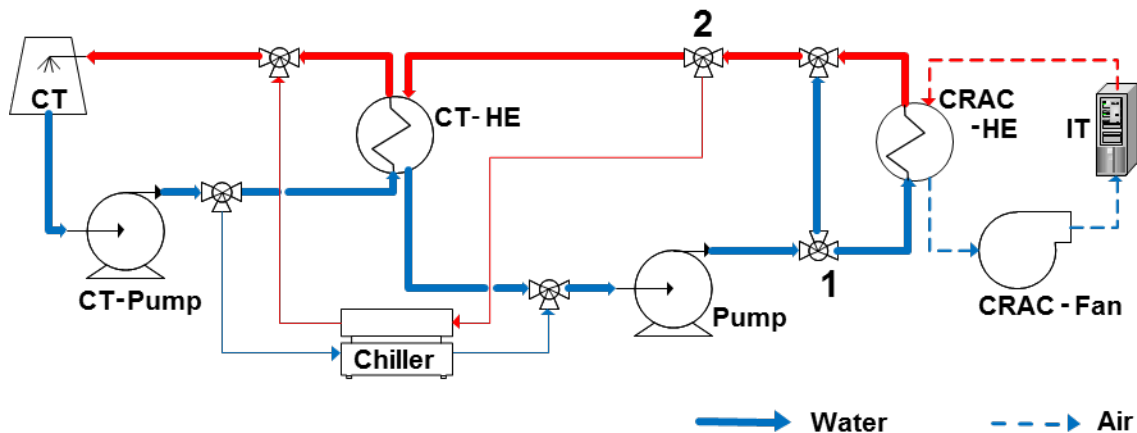 2
CT
CT-HE
CRAC
-HE
IT
CT-Pump
Pump
1
CRAC-Fan
Chiller
Water
Air